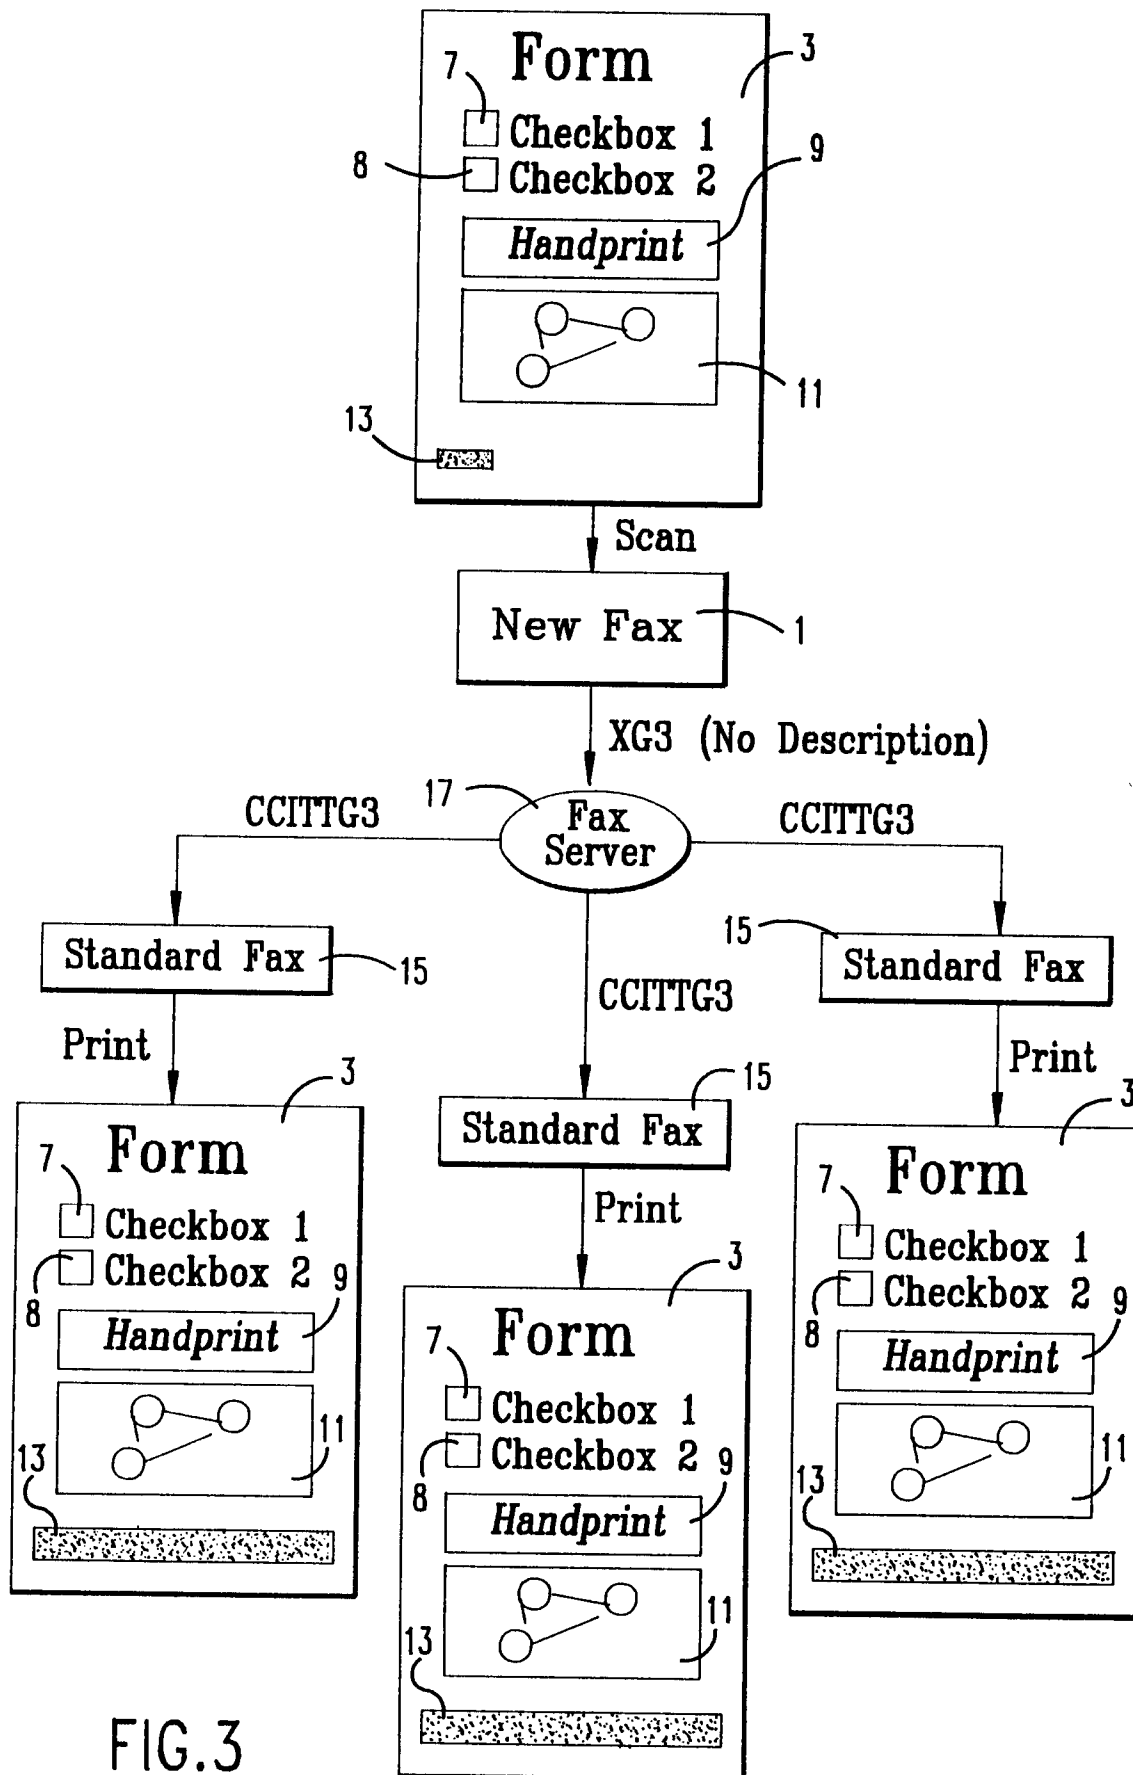 Form
3
7
Checkbox 1
8
Checkbox 2
9
Handprint
11
13
Scan
New Fax
1
XG3 (No Description)
17
Fax
Server
CCITTG3
CCITTG3
CCITTG3
Standard Fax
15
Print
15
Standard Fax
Print
15
Standard Fax
Print
3
Form
7
Checkbox 1
8
Checkbox 2
9
Handprint
11
13
3
Form
7
Checkbox 1
8
Checkbox 2
9
Handprint
11
13
3
Form
7
Checkbox 1
8
Checkbox 2
9
Handprint
11
13
FIG.3